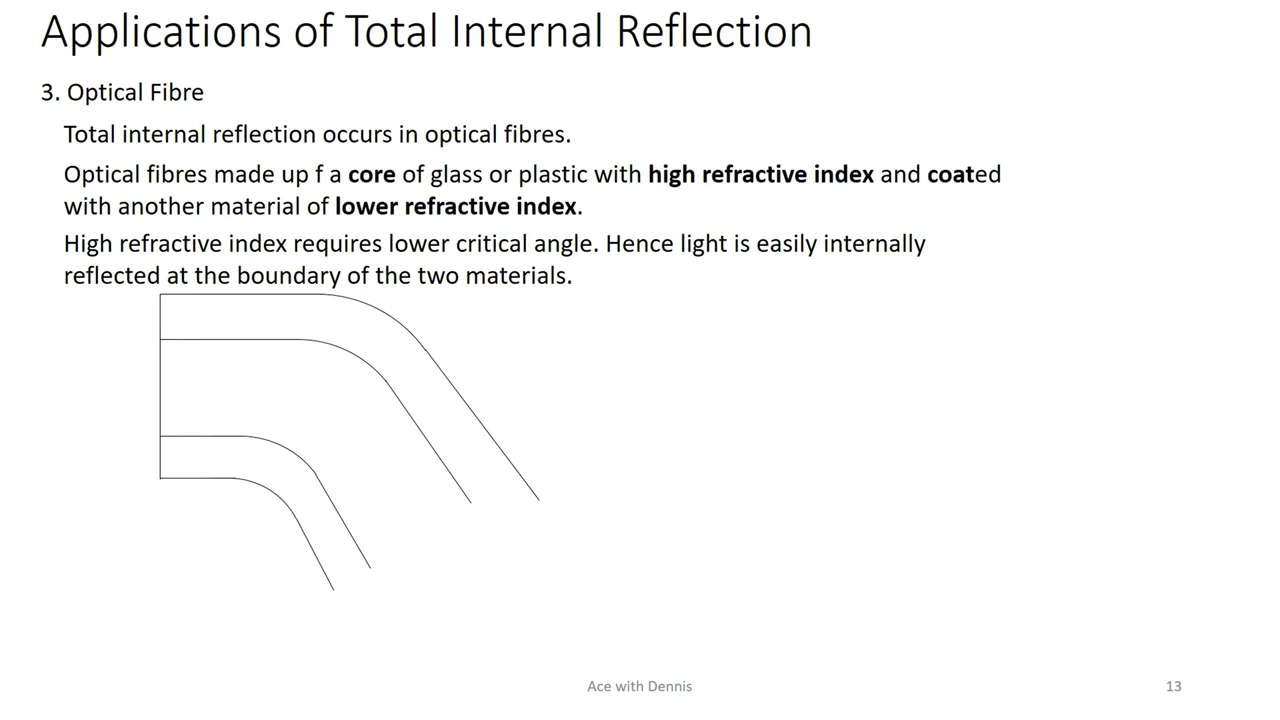 Applications of Total Internal Reflection
3. Optical Fibre
Total internal reflection occurs in optical fibres.
Optical fibres made up f a core of glass or plastic with high refractive index and coated
with another material of lower refractive index.
High refractive index requires lower critical angle. Hence light is easily internally
reflected at the boundary of the two materials.
Ace with Dennis
13